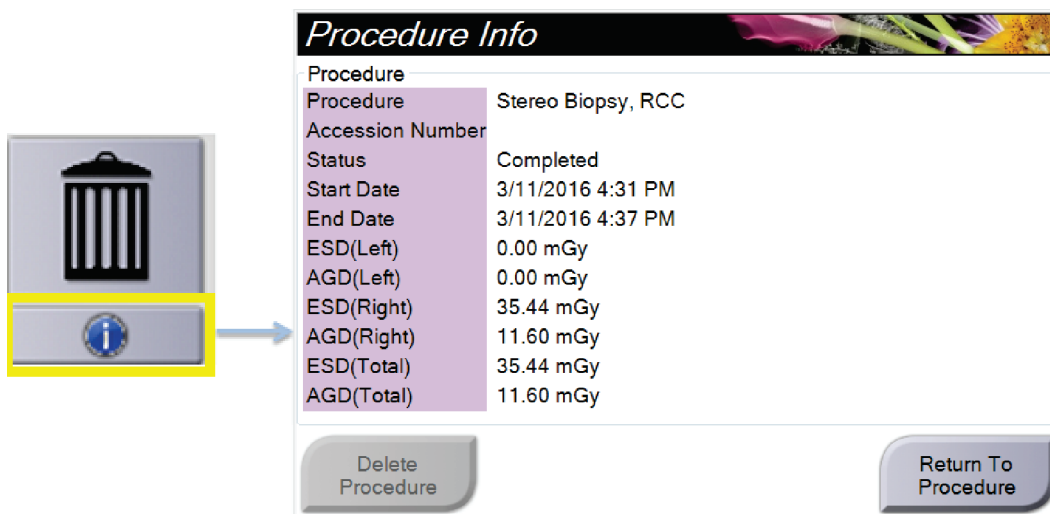 Procedure Info
Procedure
Procedure Stereo Biopsy, RCC
Accession Number
Status Completed
Start Date 3/11/2016 4:31 PM
End Date 3/11/2016 4:37 PM
ESD(Left) 0.00 mGy
AGD(Left) 0.00 mGy
ESD(Right) 35.44 mGy
AGD(Right) 11.60 mGy
ESD(Total) 35.44 mGy
AGD(Total) 11.60 mGy
Delete
Procedure
Return To
Procedure